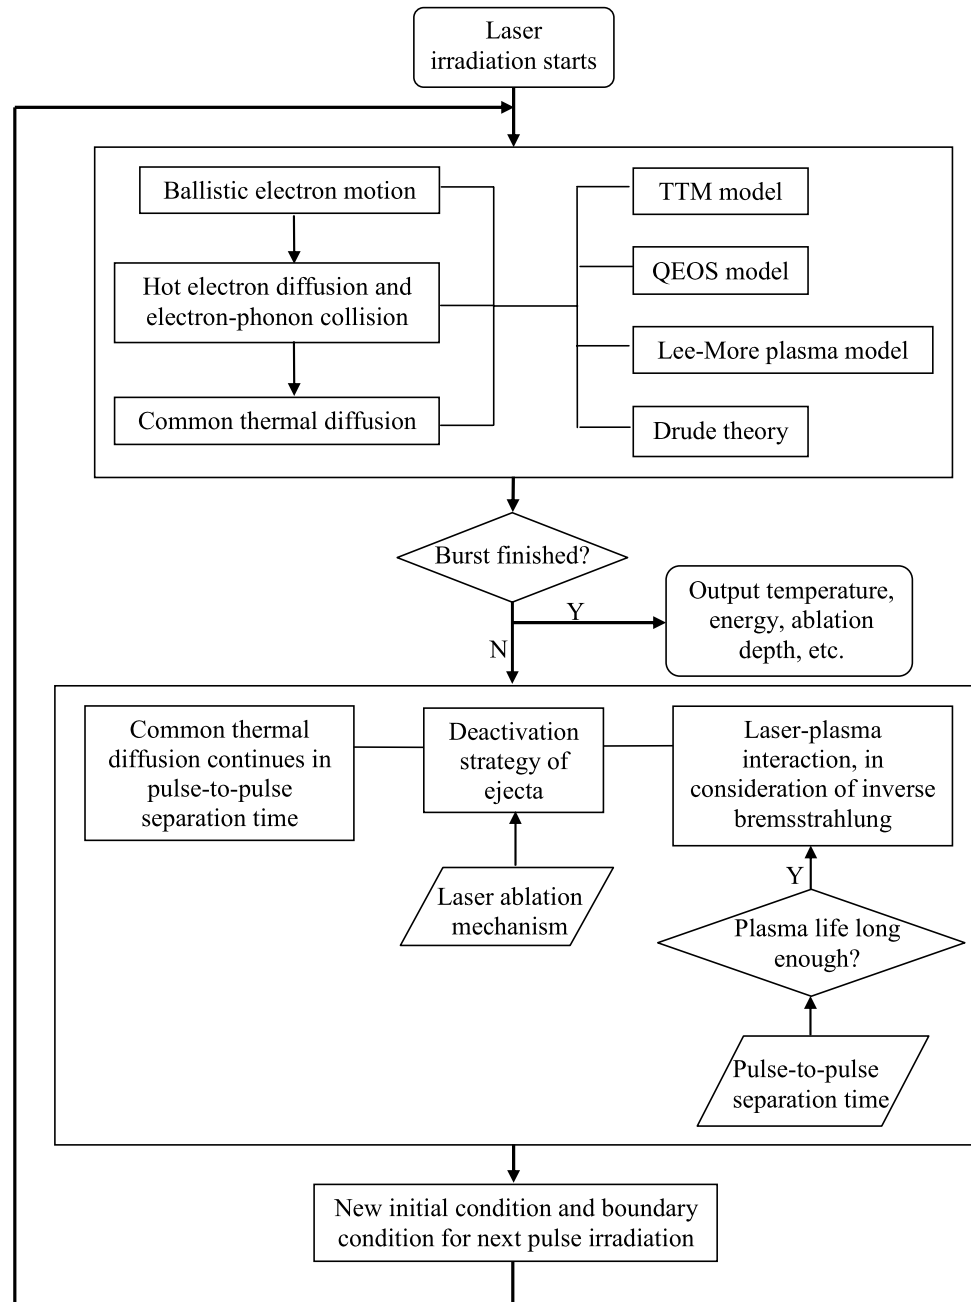 Laser
irradiation starts
Ballistic electron motion
TTM model
Hot electron diffusion and
electron-phonon collision
QEOS model
Lee-More plasma model
Common thermal diffusion
Drude theory
Burst finished?
Y
N
Output temperature,
energy, ablation
depth, etc.
Common thermal
diffusion continues in
pulse-to-pulse
separation time
Deactivation
strategy of
ejecta
Laser-plasma
interaction, in
consideration of inverse
bremsstrahlung
Laser ablation
mechanism
Y
Plasma life long
enough?
Pulse-to-pulse
separation time
New initial condition and boundary
condition for next pulse irradiation